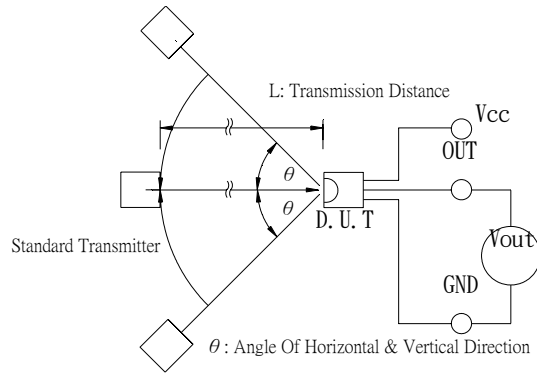 L: Transmission Distance
Vcc
OUT
θ
θ
D.U.T
Standard Transmitter
Vout
GND
θ : Angle Of Horizontal & Vertical Direction